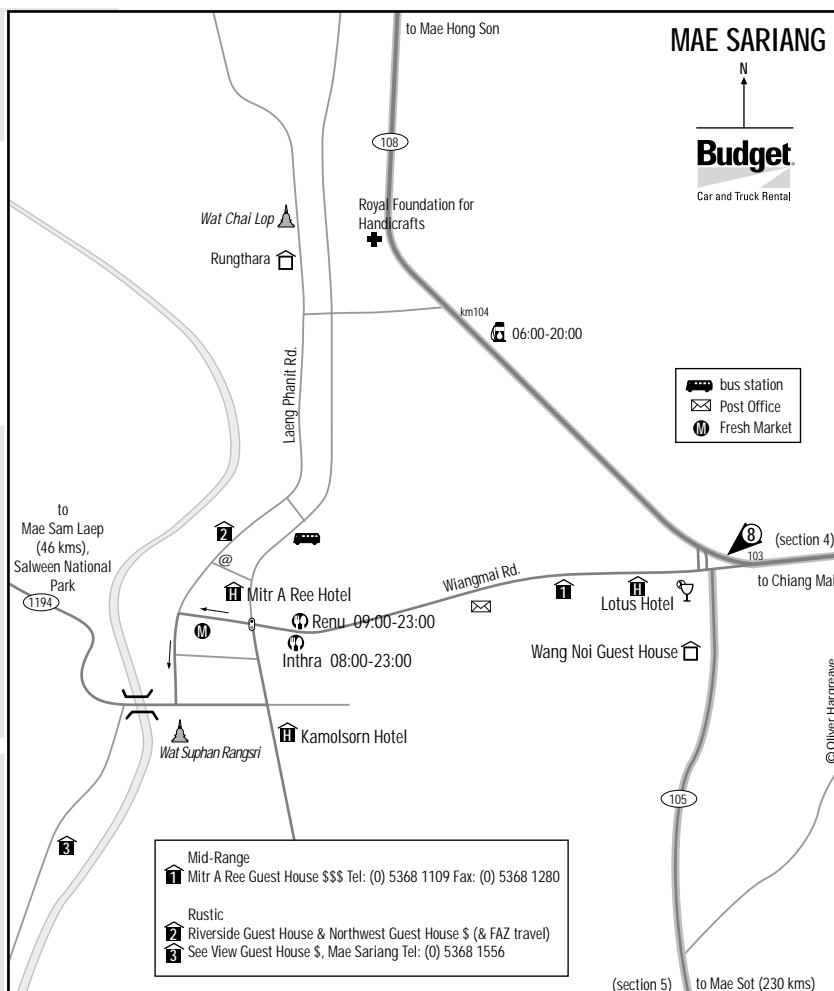 to Mae Hong Son
MAE SARIANG
N
Budget
Car and Truck Rental
108
Wat Chai Lop
Royal Foundation for
Handicrafts
Rungthara
km104
06:00-20:00
Laeng Phanit Rd.
bus station
Post Office
M Fresh Market
to
Mae Sam Laep
(46 kms),
Salween National
Park
1194
2
@
8
(section 4)
103
to Chiang Mai
Wiangmai Rd.
H Mitr A Ree Hotel
1
H
Lotus Hotel
M
Renu 09:00-23:00
Inthra 08:00-23:00
Wang Noi Guest House
Wat Suphan Rangsri
H Kamolsorn Hotel
© Oliver Hargreave
105
3
Mid-Range
1 Mitr A Ree Guest House $$$ Tel: (0) 5368 1109 Fax: (0) 5368 1280
Rustic
2 Riverside Guest House & Northwest Guest House $ (& FAZ travel)
3 See View Guest House $, Mae Sariang Tel: (0) 5368 1556
(section 5)
to Mae Sot (230 kms)